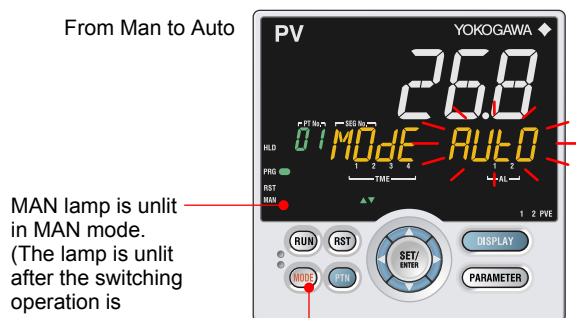 From Man to Auto
PV
YOKOGAWA
26.8
PT No. SEG No.
01 MOdE AUtO
HLD
1 2 3 4
TME
1 2
AL
PRG
RST
MAN
1 2 PVE
MAN lamp is unlit
in MAN mode.
(The lamp is unlit
after the switching
operation is
RUN RST SET/ENTER DISPLAY
MODE PTN PARAMETER